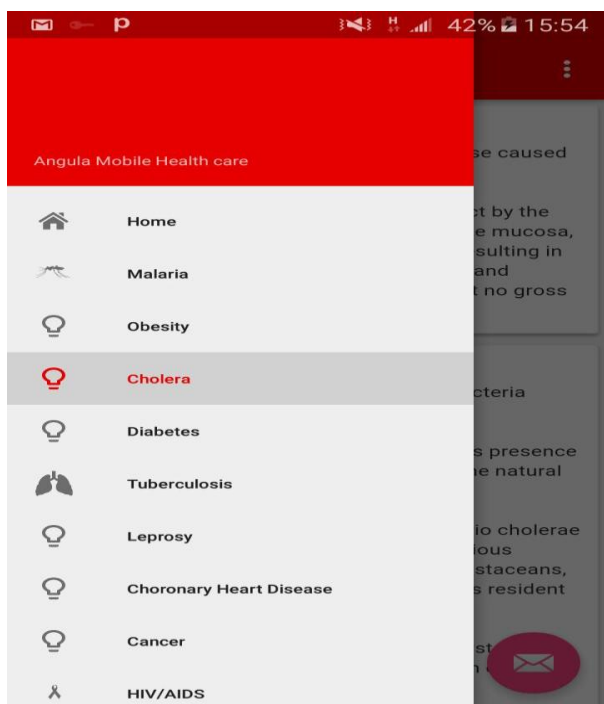 H 42% 15:54
Angula Mobile Health care
Home
Malaria
Obesity
Cholera
Diabetes
Tuberculosis
Leprosy
Choronary Heart Disease
Cancer
HIV/AIDS
se caused
ct by the
e mucosa,
sulting in
and
t no gross
cteria
s presence
e natural
io cholerae
ious
staceans,
s resident
st